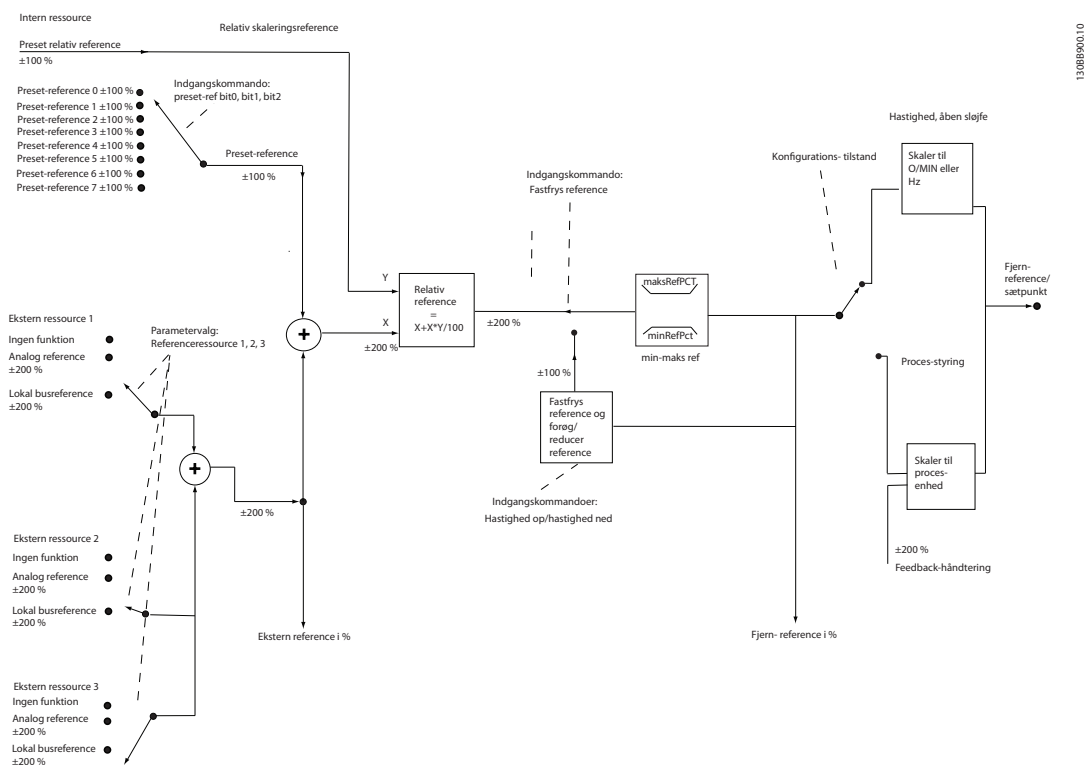 Intern ressource
Relativ skaleringsreference
Preset relativ reference
±100 %
130BB900.10
Indgangskommando:
preset-ref bit0, bit1, bit2
Preset-reference 0 ±100 %
Preset-reference 1 ±100 %
Preset-reference 2 ±100 %
Preset-reference 3 ±100 %
Preset-reference 4 ±100 %
Preset-reference 5 ±100 %
Preset-reference 6 ±100 %
Preset-reference 7 ±100 %
Preset-reference
±100 %
Indgangskommando:
Fastfrys reference
Konfigurations- tilstand
Hastighed, åben sløjfe
Skaler til
O/MIN eller
Hz
Y
X
±200 %
Relativ
reference
=
X+X*Y/100
±200 %
maksRefPCT
minRefPct
min-maks ref
Fjern-
reference/
sætpunkt
Ekstern ressource 1
Ingen funktion
Analog reference
±200 %
Lokal busreference
±200 %
Parametervalg:
Referenceressource 1, 2, 3
+
+
±200 %
±100 %
Fastfrys
reference og
forøg/
reducer
reference
Indgangskommandoer:
Hastighed op/hastighed ned
Proces-styring
Skaler til
proces-
enhed
±200 %
Feedback-håndtering
Ekstern ressource 2
Ingen funktion
Analog reference
±200 %
Lokal busreference
±200 %
Ekstern reference i %
Fjern- reference i %
Ekstern ressource 3
Ingen funktion
Analog reference
±200 %
Lokal busreference
±200 %